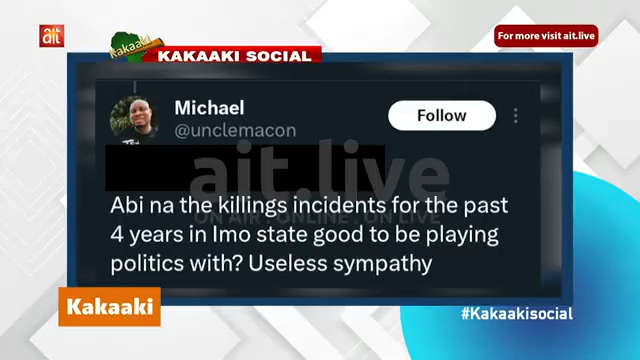 ait
For more visit ait.live
Kakaaki
KAKAAKI SOCIAL
Michael
Follow
@unclemacon
ait.live
ON AIR . ONLINE . ON LIVE
Abi na the killings incidents for the past
4 years in Imo state good to be playing
politics with? Useless sympathy
Kakaaki
#Kakaakisocial